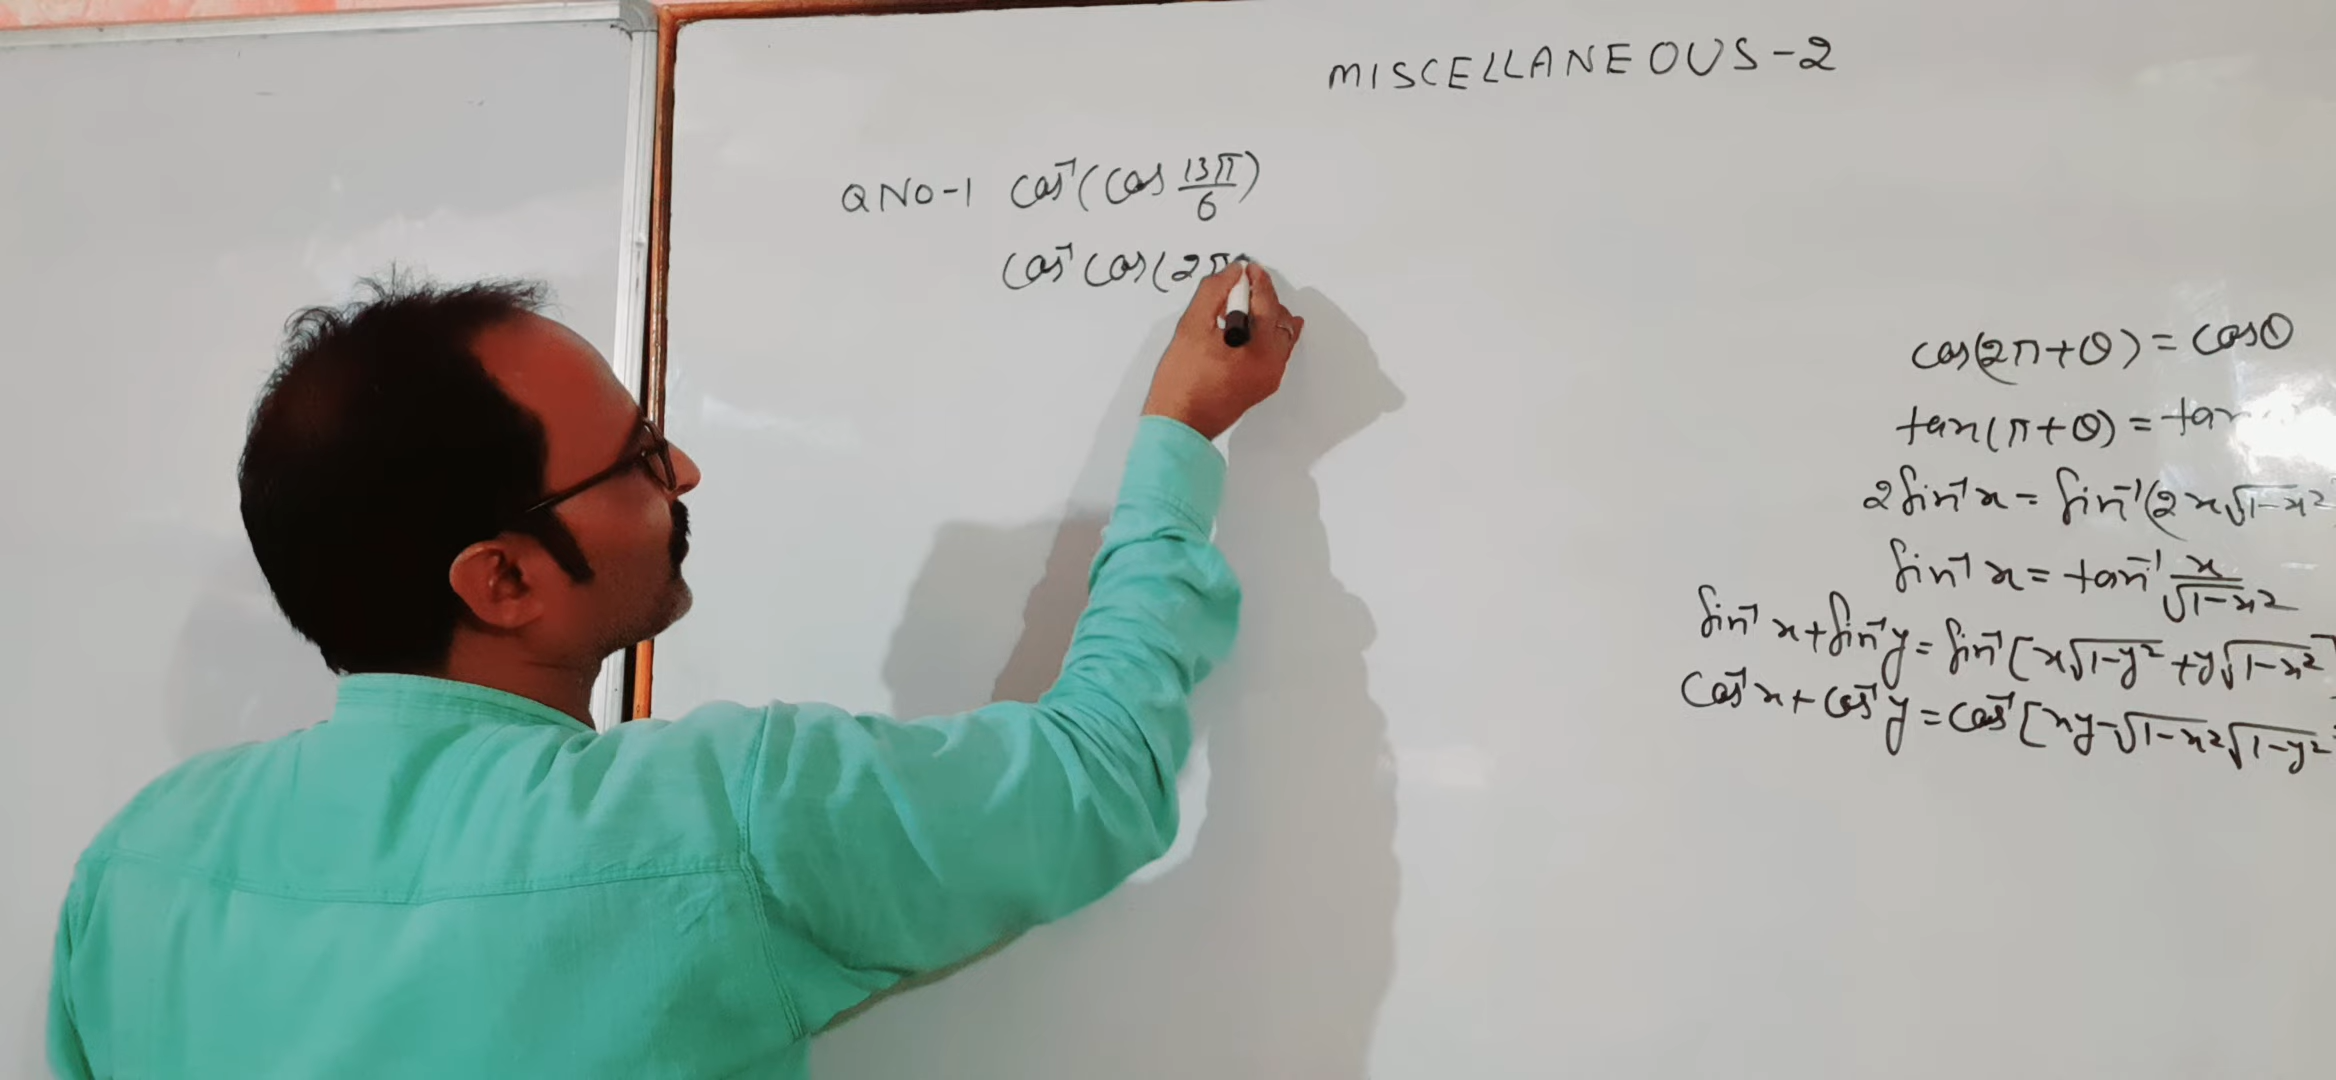 MISCELLANEOUS-2
QNO-1 cos⁻¹(cos 13π/6)
cos⁻¹cos(2π
cos(2π+θ) = cosθ
tan(π+θ) = tan
2sin⁻¹x = sin⁻¹(2x√1-x²
sin⁻¹x = tan⁻¹ x/√1-x²
sin⁻¹x+sin⁻¹y = sin⁻¹[x√1-y² +y√1-x²]
cos⁻¹x+cos⁻¹y = cos⁻¹[xy-√1-x²√1-y²